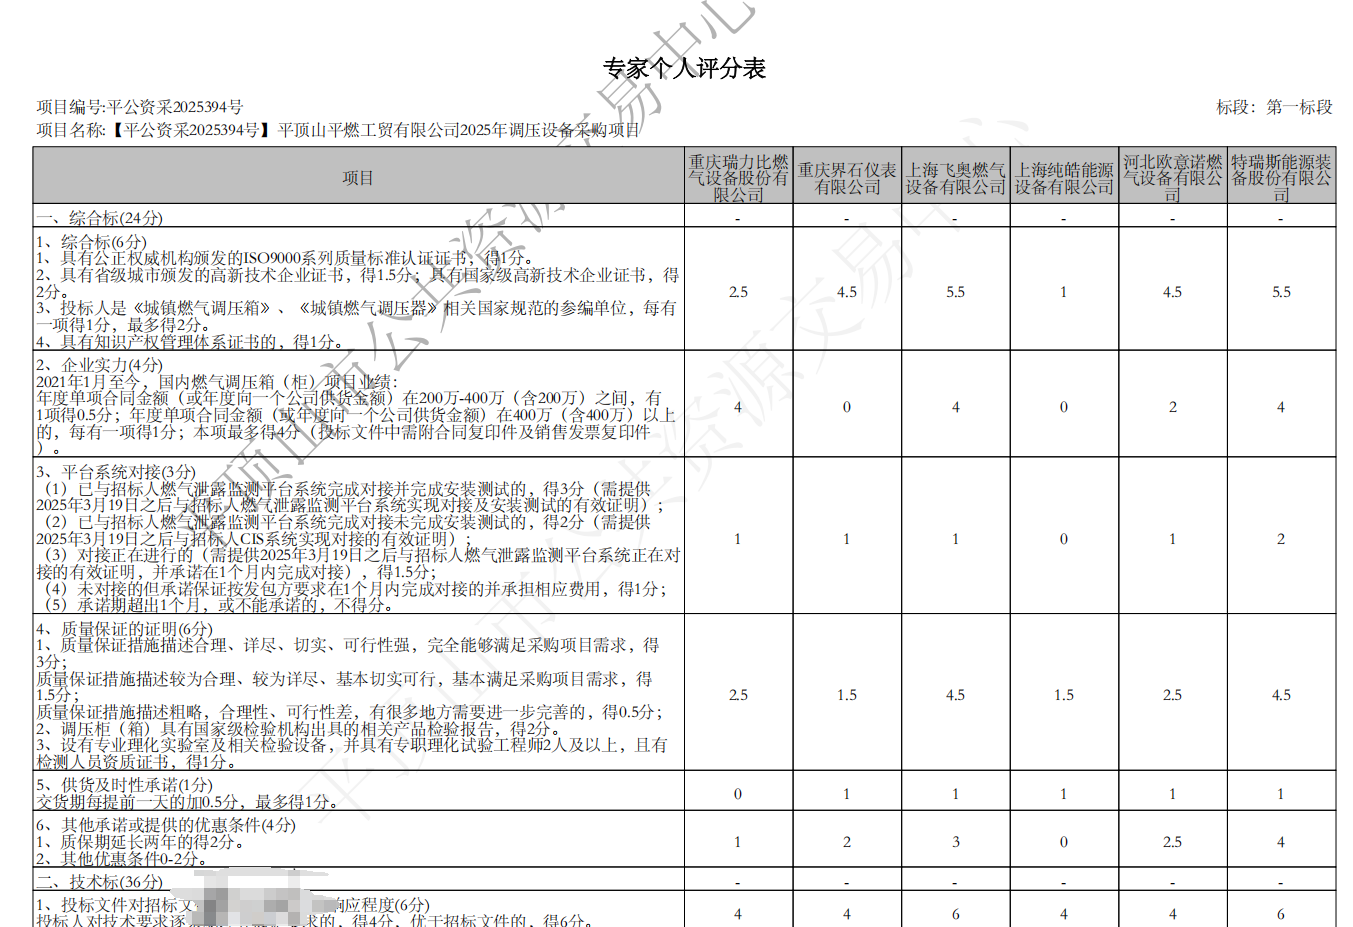 专家个人评分表
项目编号:平公资采2025394号
标段：第一标段
项目名称:【平公资采2025394号】平顶山平燃工贸有限公司2025年调压设备采购项目
项目
重庆瑞力比燃
气设备股份有
限公司
重庆界石仪表
有限公司
上海飞奥燃气
设备有限公司
上海纯皓能源
设备有限公司
河北欧意诺燃
气设备有限公
司
特瑞斯能源装
备股份有限公
司
一、综合标(24分)
- - - - - -
1、综合标(6分)
1、具有公正权威机构颁发的ISO9000系列质量标准认证证书，得1分。
2、具有省级城市颁发的高新技术企业证书，得1.5分；具有国家级高新技术企业证书，得
2分。
3、投标人是《城镇燃气调压箱》、《城镇燃气调压器》相关国家规范的参编单位，每有
一项得1分，最多得2分。
4、具有知识产权管理体系证书的，得1分。
2.5 4.5 5.5 1 4.5 5.5
2、企业实力(4分)
2021年1月至今，国内燃气调压箱（柜）项目业绩：
年度单项合同金额（或年度向一个公司供货金额）在200万-400万（含200万）之间，有
1项得0.5分；年度单项合同金额（或年度向一个公司供货金额）在400万（含400万）以上
的，每有一项得1分；本项最多得4分（投标文件中需附合同复印件及销售发票复印件
）。
4 0 4 0 2 4
3、平台系统对接(3分)
（1）已与招标人燃气泄露监测平台系统完成对接并完成安装测试的，得3分（需提供
2025年3月19日之后与招标人燃气泄露监测平台系统实现对接及安装测试的有效证明）；
（2）已与招标人燃气泄露监测平台系统完成对接未完成安装测试的，得2分（需提供
2025年3月19日之后与招标人CIS系统实现对接的有效证明）；
（3）对接正在进行的（需提供2025年3月19日之后与招标人燃气泄露监测平台系统正在对
接的有效证明，并承诺在1个月内完成对接），得1.5分；
（4）未对接的但承诺保证按发包方要求在1个月内完成对接的并承担相应费用，得1分；
（5）承诺期超出1个月，或不能承诺的，不得分。
1 1 1 0 1 2
4、质量保证的证明(6分)
1、质量保证措施描述合理、详尽、切实、可行性强，完全能够满足采购项目需求，得
3分；
质量保证措施描述较为合理、较为详尽、基本切实可行，基本满足采购项目需求，得
1.5分；
质量保证措施描述粗略，合理性、可行性差，有很多地方需要进一步完善的，得0.5分；
2、调压柜（箱）具有国家级检验机构出具的相关产品检验报告，得2分。
3、设有专业理化实验室及相关检验设备，并具有专职理化试验工程师2人及以上，且有
检测人员资质证书，得1分。
2.5 1.5 4.5 1.5 2.5 4.5
5、供货及时性承诺(1分)
交货期每提前一天的加0.5分，最多得1分。
0 1 1 1 1 1
6、其他承诺或提供的优惠条件(4分)
1、质保期延长两年的得2分。
2、其他优惠条件0-2分。
1 2 3 0 2.5 4
二、技术标(36分)
- - - - - -
1、投标文件对招标文 响应程度(6分)
投标人对技术要求逐 求的，得4分，优于招标文件的，得6分。
4 4 6 4 4 6
平顶山市公共资源交易中心
平顶山市公共资源交易中心